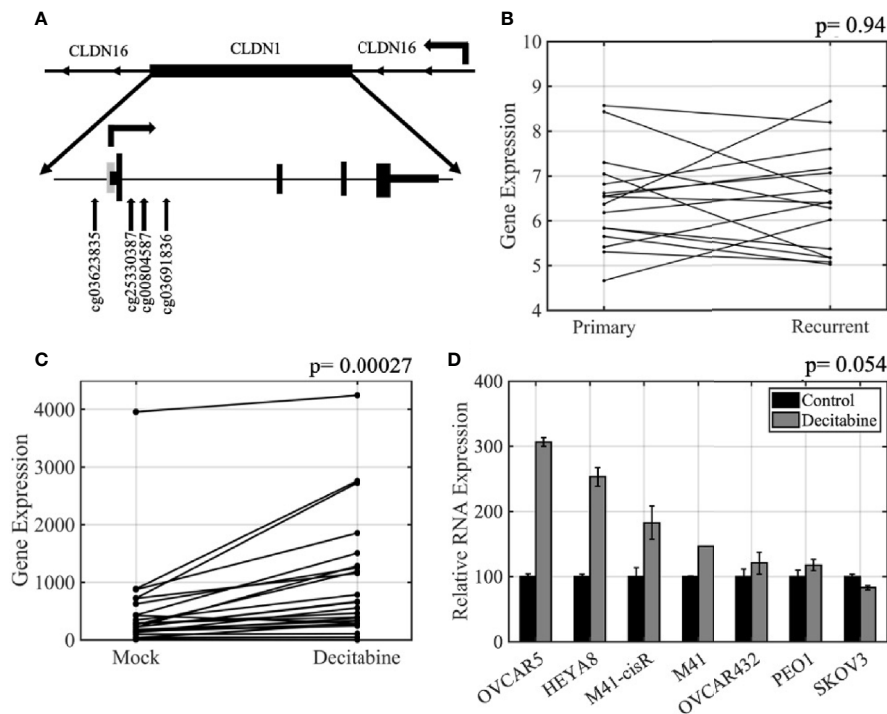 A
CLDN16
CLDN1
CLDN16
cg03623835
cg25330387
cg00804587
cg03691836
B
p= 0.94
Gene Expression
10
9
8
7
6
5
4
Primary
Recurrent
C
p= 0.00027
Gene Expression
4000
3000
2000
1000
0
Mock
Decitabine
D
p= 0.054
Relative RNA Expression
400
300
200
100
0
Control
Decitabine
OVCAR5
HEYA8
M41-cisR
M41
OVCAR432
PEO1
SKOV3